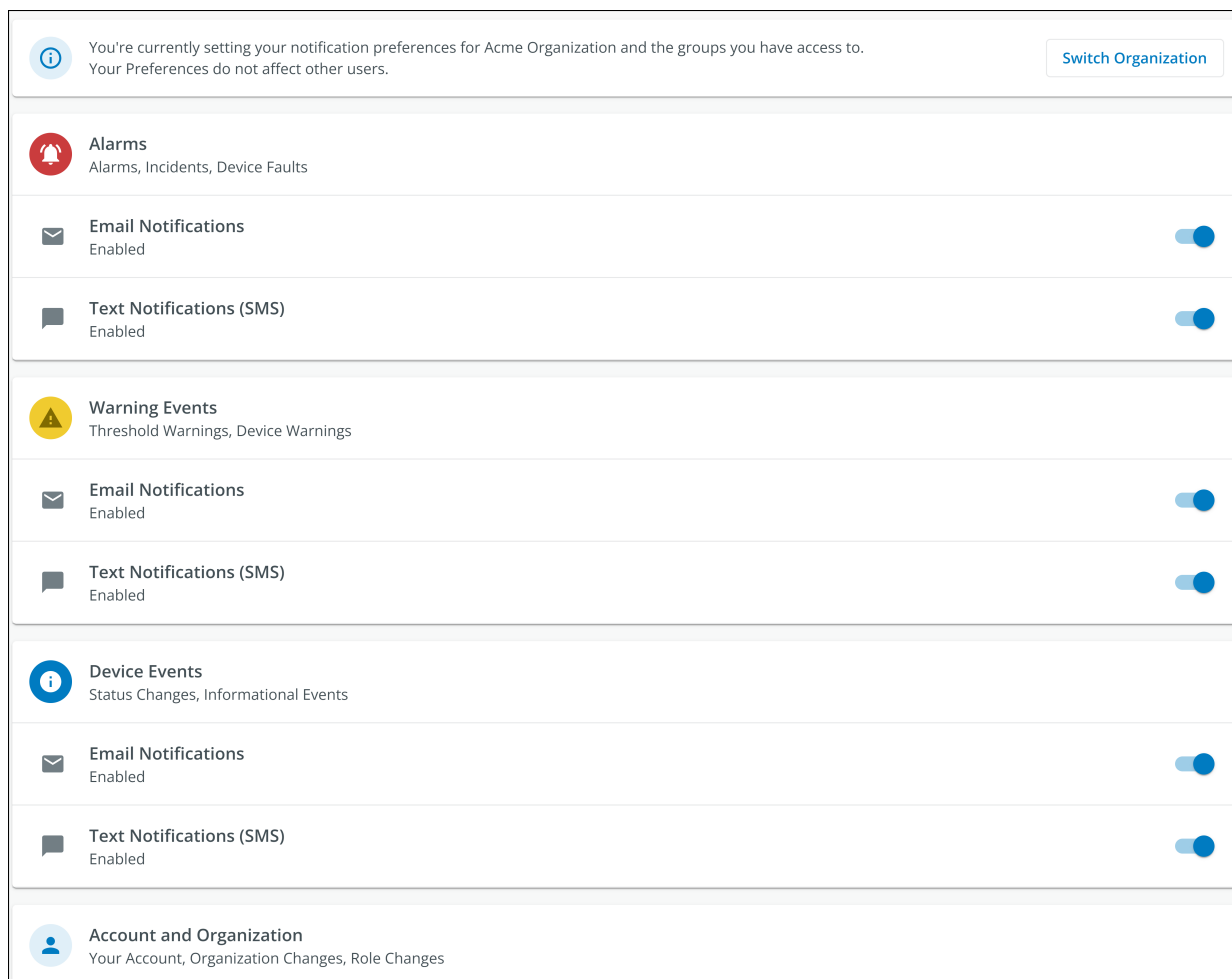 You're currently setting your notification preferences for Acme Organization and the groups you have access to.
Your Preferences do not affect other users.
Switch Organization
Alarms
Alarms, Incidents, Device Faults
Email Notifications
Enabled
Text Notifications (SMS)
Enabled
Warning Events
Threshold Warnings, Device Warnings
Email Notifications
Enabled
Text Notifications (SMS)
Enabled
Device Events
Status Changes, Informational Events
Email Notifications
Enabled
Text Notifications (SMS)
Enabled
Account and Organization
Your Account, Organization Changes, Role Changes